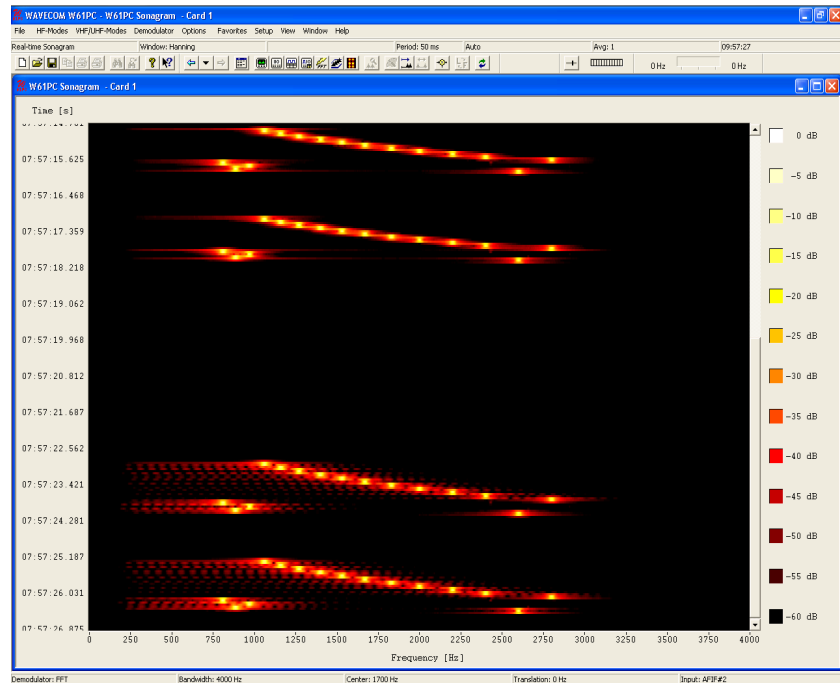 WAVECOM W61PC - W61PC Sonagram - Card 1
File HF-Modes VHF/UHF-Modes Demodulator Options Favorites Setup View Window Help
Real-time Sonagram Window: Hanning Period: 50 ms Auto Avg: 1 09:57:27
0 Hz 0 Hz
W61PC Sonagram - Card 1
Time [s]
07:57:15.625
07:57:16.468
07:57:17.359
07:57:18.218
07:57:19.062
07:57:19.968
07:57:20.812
07:57:21.687
07:57:22.562
07:57:23.421
07:57:24.281
07:57:25.187
07:57:26.031
07:57:26.875
0 dB
-5 dB
-10 dB
-15 dB
-20 dB
-25 dB
-30 dB
-35 dB
-40 dB
-45 dB
-50 dB
-55 dB
-60 dB
0 250 500 750 1000 1250 1500 1750 2000 2250 2500 2750 3000 3250 3500 3750 4000
Frequency [Hz]
Demodulator: FFT Bandwidth: 4000 Hz Center: 1700 Hz Translation: 0 Hz Input: AFIF#2